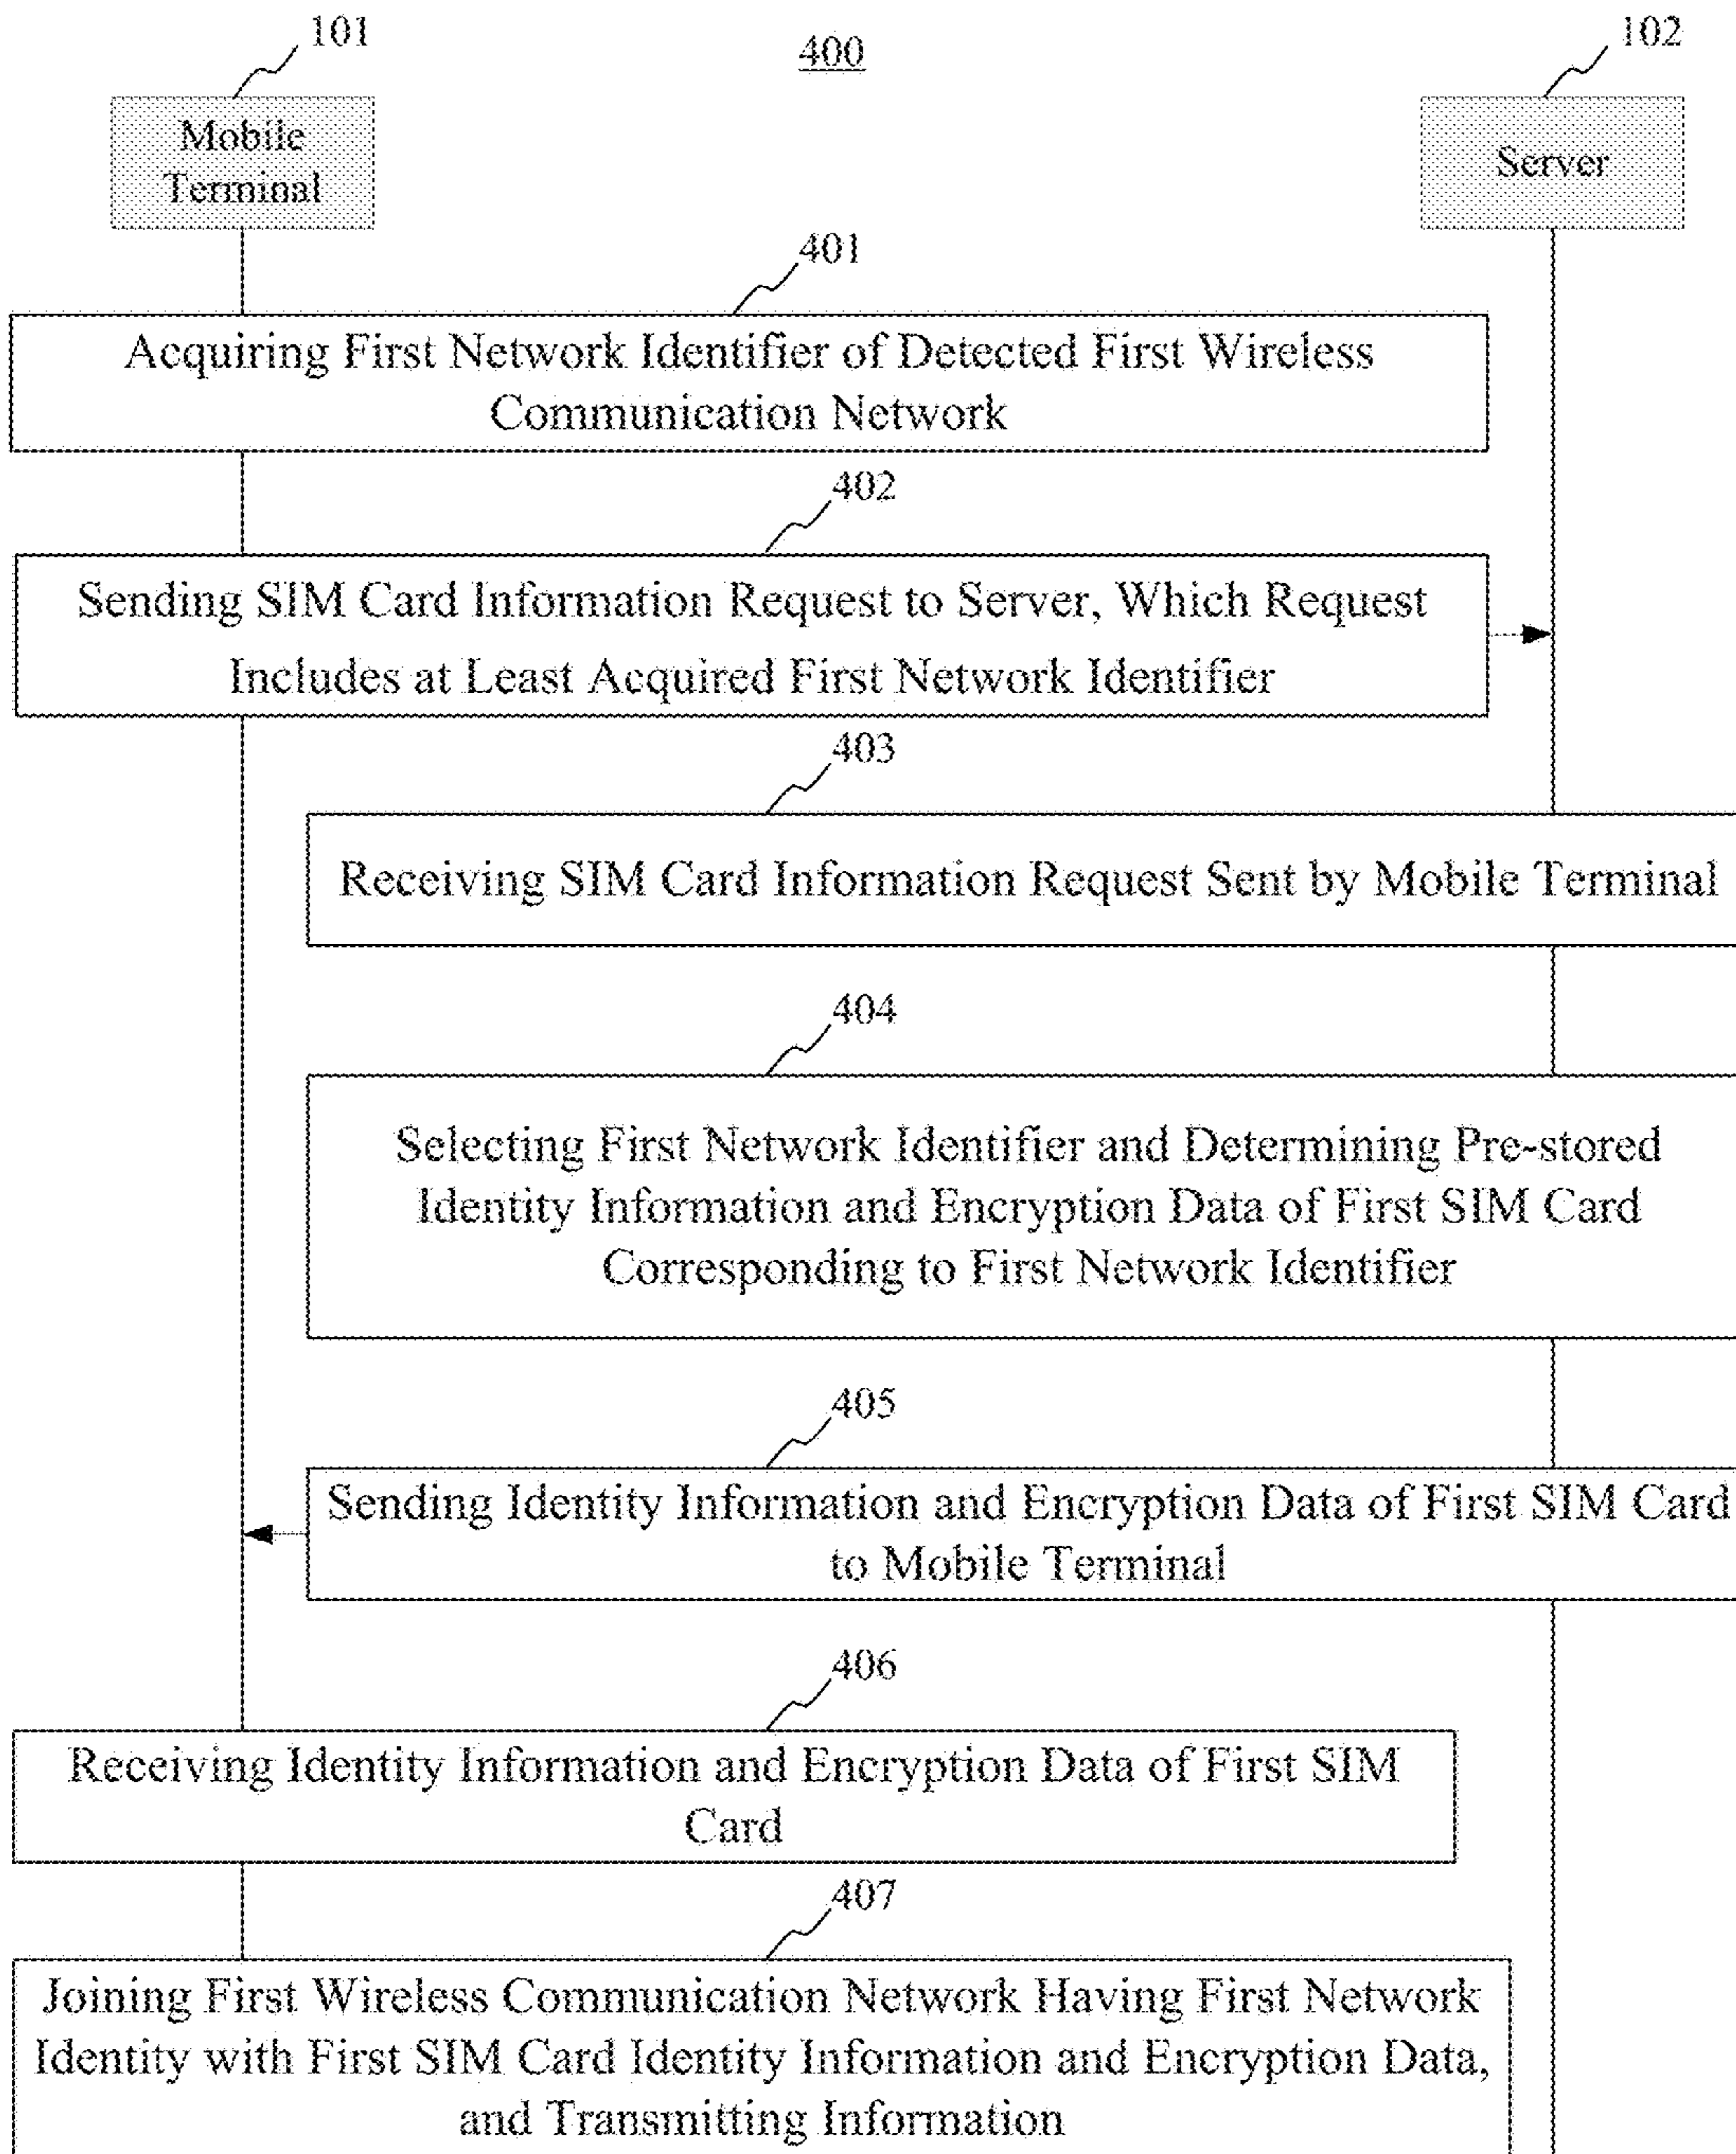 101
400
102
Mobile
Terminal
Server
401
Acquiring First Network Identifier of Detected First Wireless
Communication Network
402
Sending SIM Card Information Request to Server, Which Request
Includes at Least Acquired First Network Identifier
403
Receiving SIM Card Information Request Sent by Mobile Terminal
404
Selecting First Network Identifier and Determining Pre-stored
Identity Information and Encryption Data of First SIM Card
Corresponding to First Network Identifier
405
Sending Identity Information and Encryption Data of First SIM Card
to Mobile Terminal
406
Receiving Identity Information and Encryption Data of First SIM
Card
407
Joining First Wireless Communication Network Having First Network
Identity with First SIM Card Identity Information and Encryption Data,
and Transmitting Information